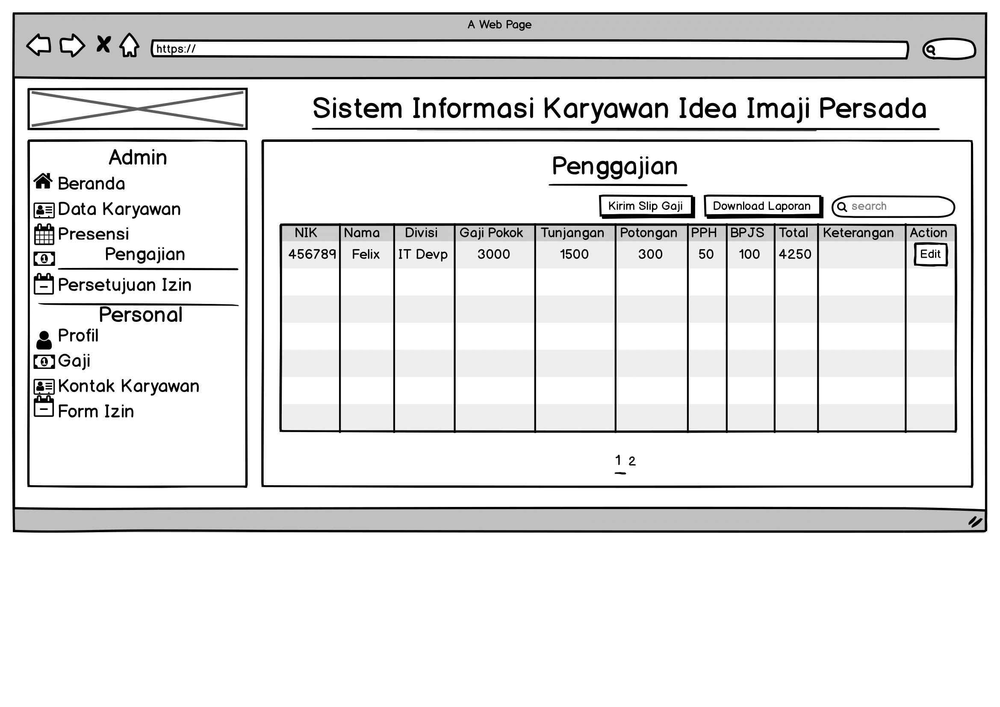 A Web Page
https://
Sistem Informasi Karyawan Idea Imaji Persada
Admin
Beranda
Data Karyawan
Presensi
Pengajian
Persetujuan Izin
Personal
Profil
Gaji
Kontak Karyawan
Form Izin
Penggajian
Kirim Slip Gaji Download Laporan search
NIK Nama Divisi Gaji Pokok Tunjangan Potongan PPH BPJS Total Keterangan Action
456789 Felix IT Devp 3000 1500 300 50 100 4250 Edit
1 2